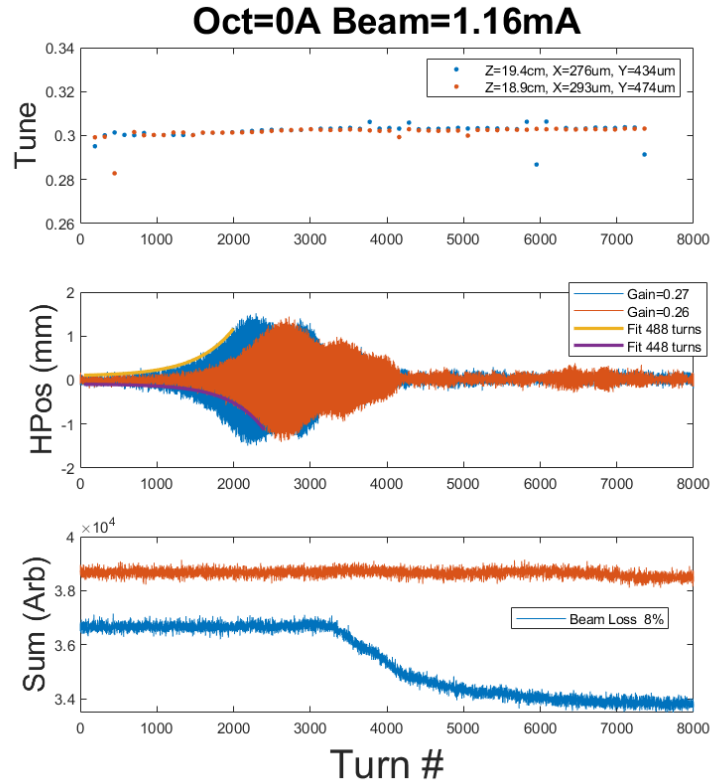 Oct=0A Beam=1.16mA
0.34
0.32
0.3
0.28
0.26
Tune
Z=19.4cm, X=276um, Y=434um
Z=18.9cm, X=293um, Y=474um
0 1000 2000 3000 4000 5000 6000 7000 8000
2
1
0
-1
-2
HPos (mm)
Gain=0.27
Gain=0.26
Fit 488 turns
Fit 448 turns
0 1000 2000 3000 4000 5000 6000 7000 8000
×10⁴
4
3.8
3.6
3.4
Sum (Arb)
Beam Loss 8%
0 1000 2000 3000 4000 5000 6000 7000 8000
Turn #